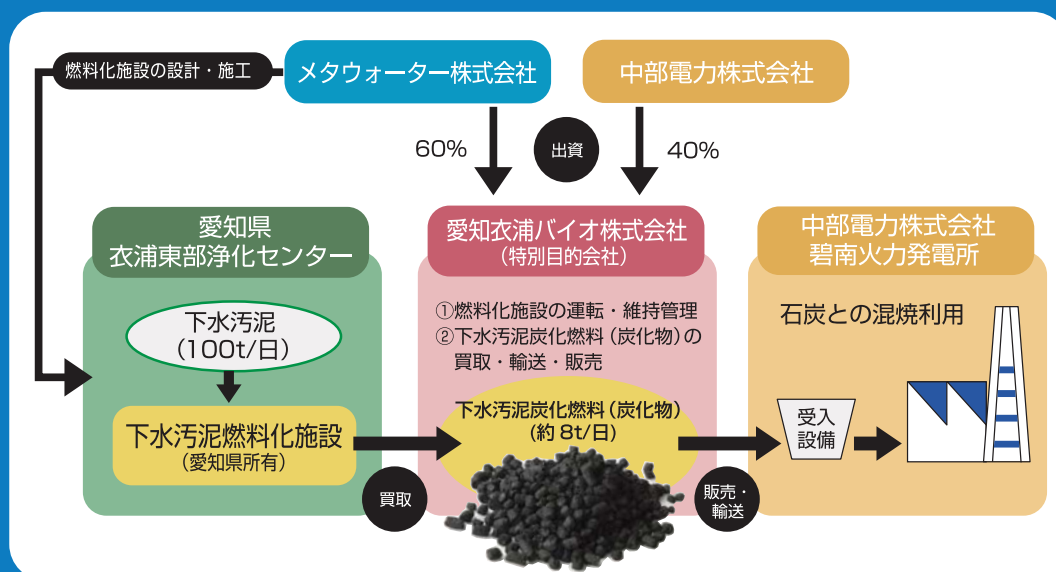 燃料化施設の設計・施工
メタウォーター株式会社
中部電力株式会社
60%
出資
40%
愛知県
衣浦東部浄化センター
下水汚泥
(100t/日)
下水汚泥燃料化施設
(愛知県所有)
買取
愛知衣浦バイオ株式会社
(特別目的会社)
①燃料化施設の運転・維持管理
②下水汚泥炭化燃料(炭化物)の
買取・輸送・販売
下水汚泥炭化燃料(炭化物)
(約8t/日)
販売・
輸送
中部電力株式会社
碧南火力発電所
石炭との混焼利用
受入
設備